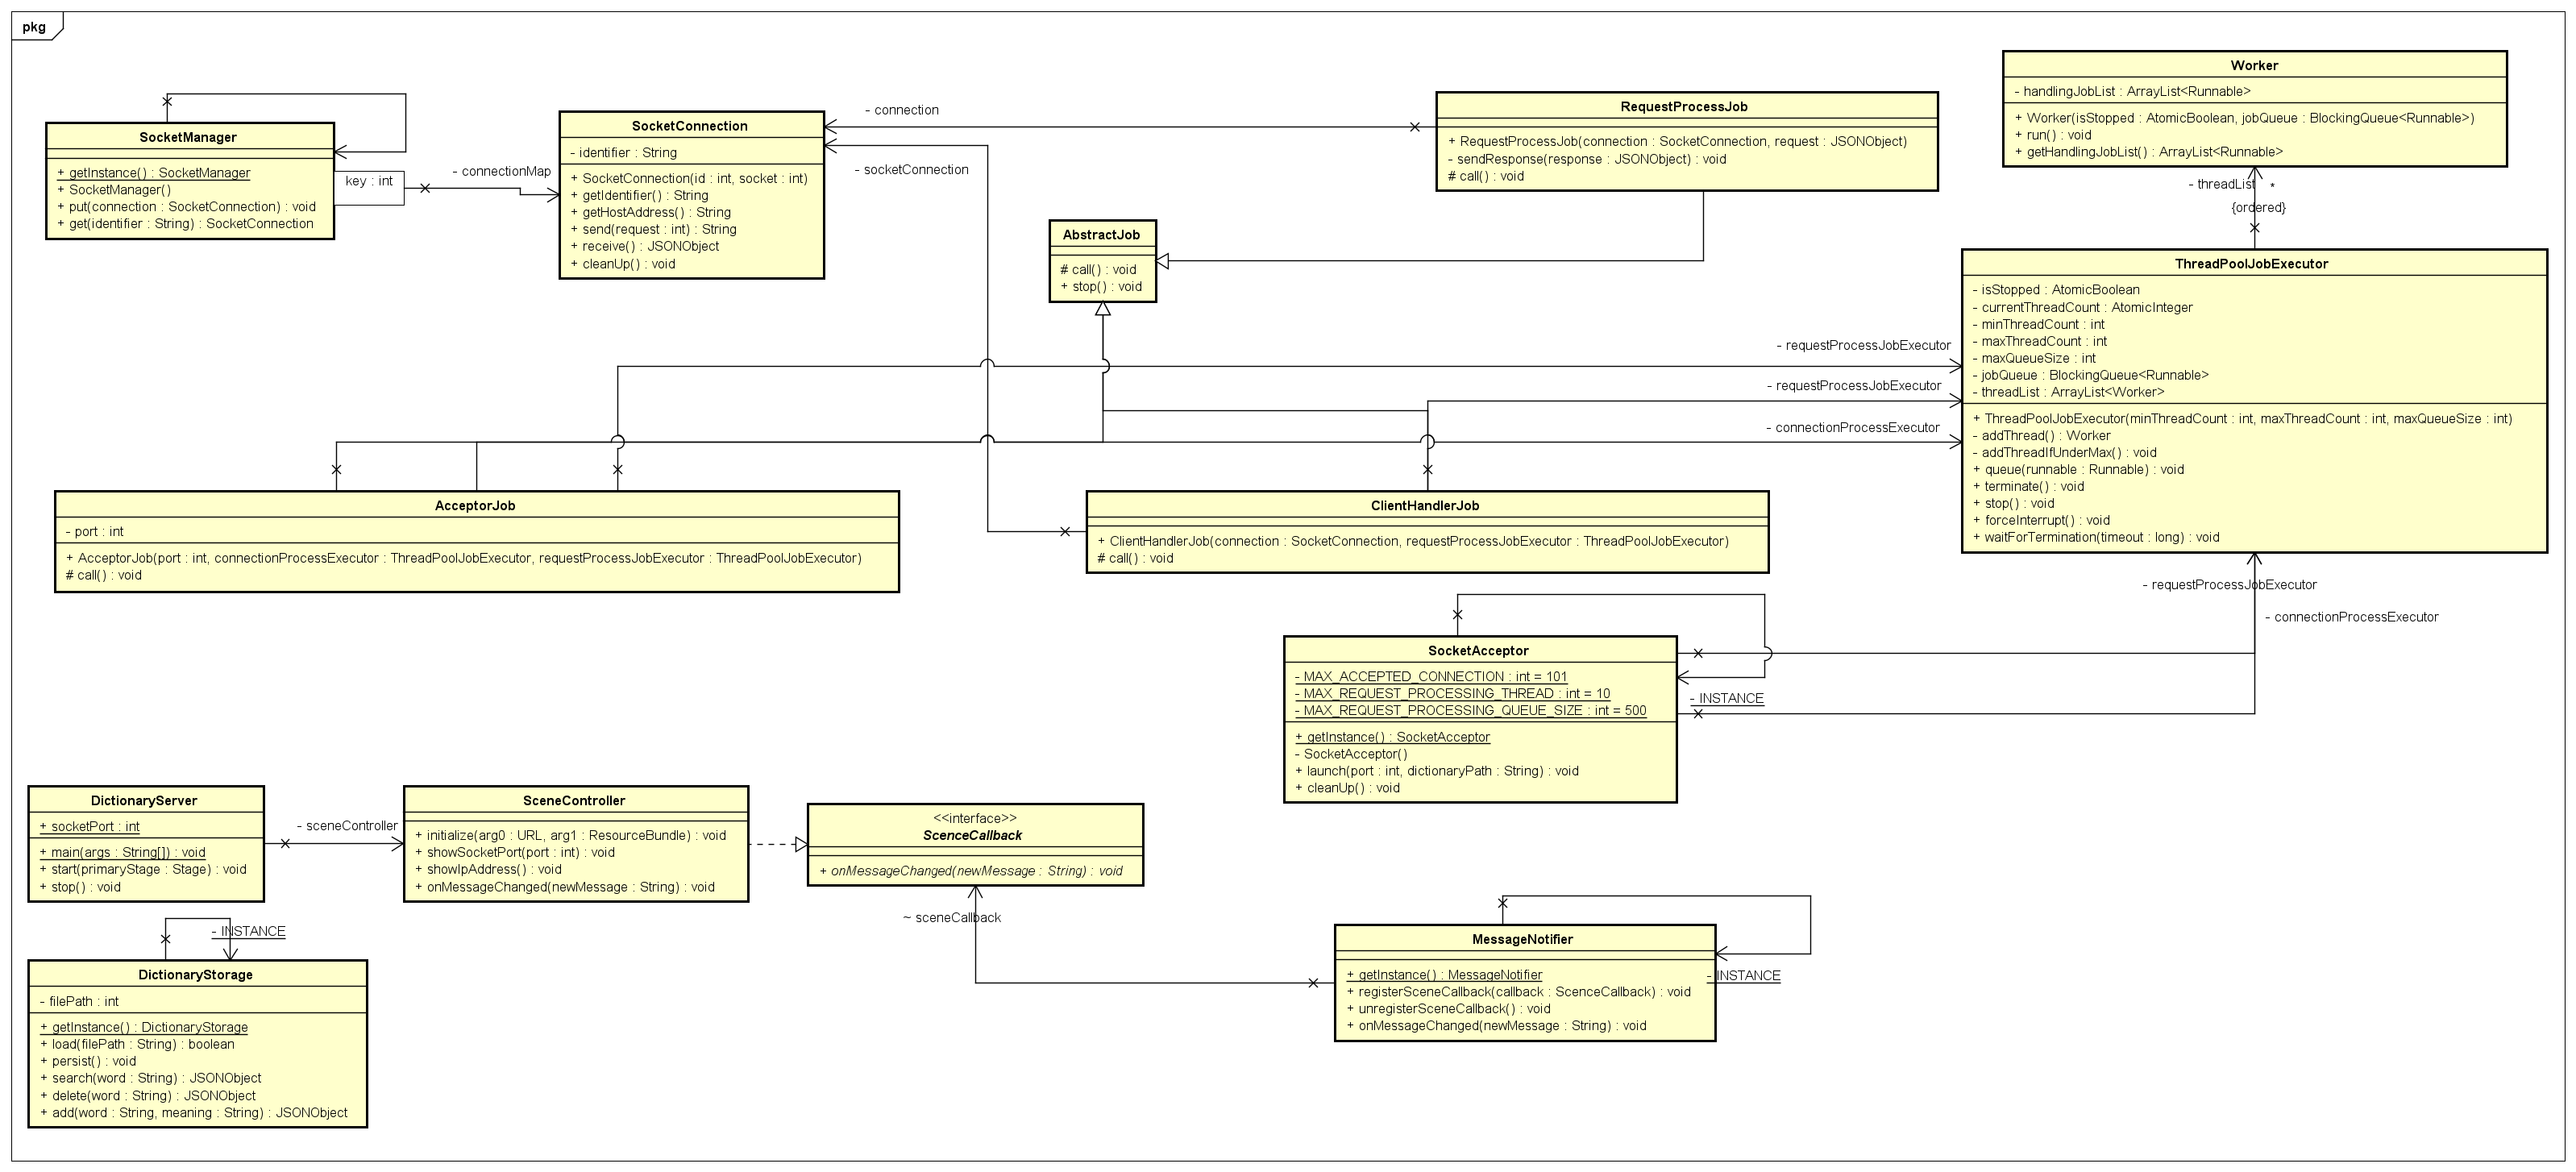 pkg
SocketManager
+ getInstance() : SocketManager
+ SocketManager()
+ put(connection : SocketConnection) : void
+ get(identifier : String) : SocketConnection
key : int
- connectionMap
SocketConnection
- identifier : String
+ SocketConnection(id : int, socket : int)
+ getIdentifier() : String
+ getHostAddress() : String
+ send(request : int) : String
+ receive() : JSONObject
+ cleanUp() : void
- connection
- socketConnection
RequestProcessJob
+ RequestProcessJob(connection : SocketConnection, request : JSONObject)
- sendResponse(response : JSONObject) : void
# call() : void
AbstractJob
# call() : void
+ stop() : void
Worker
- handlingJobList : ArrayList<Runnable>
+ Worker(isStopped : AtomicBoolean, jobQueue : BlockingQueue<Runnable>)
+ run() : void
+ getHandlingJobList() : ArrayList<Runnable>
- threadList
*
{ordered}
ThreadPoolJobExecutor
- isStopped : AtomicBoolean
- currentThreadCount : AtomicInteger
- minThreadCount : int
- maxThreadCount : int
- maxQueueSize : int
- jobQueue : BlockingQueue<Runnable>
- threadList : ArrayList<Worker>
+ ThreadPoolJobExecutor(minThreadCount : int, maxThreadCount : int, maxQueueSize : int)
- addThread() : Worker
- addThreadIfUnderMax() : void
+ queue(runnable : Runnable) : void
+ terminate() : void
+ stop() : void
+ forceInterrupt() : void
+ waitForTermination(timeout : long) : void
- requestProcessJobExecutor
- requestProcessJobExecutor
- connectionProcessExecutor
AcceptorJob
- port : int
+ AcceptorJob(port : int, connectionProcessExecutor : ThreadPoolJobExecutor, requestProcessJobExecutor : ThreadPoolJobExecutor)
# call() : void
ClientHandlerJob
+ ClientHandlerJob(connection : SocketConnection, requestProcessJobExecutor : ThreadPoolJobExecutor)
# call() : void
- requestProcessJobExecutor
- connectionProcessExecutor
SocketAcceptor
- MAX_ACCEPTED_CONNECTION : int = 101
- MAX_REQUEST_PROCESSING_THREAD : int = 10
- MAX_REQUEST_PROCESSING_QUEUE_SIZE : int = 500
+ getInstance() : SocketAcceptor
- SocketAcceptor()
+ launch(port : int, dictionaryPath : String) : void
+ cleanUp() : void
- INSTANCE
DictionaryServer
+ socketPort : int
+ main(args : String[]) : void
+ start(primaryStage : Stage) : void
+ stop() : void
- sceneController
SceneController
+ initialize(arg0 : URL, arg1 : ResourceBundle) : void
+ showSocketPort(port : int) : void
+ showIpAddress() : void
+ onMessageChanged(newMessage : String) : void
<<interface>>
ScenceCallback
+ onMessageChanged(newMessage : String) : void
~ sceneCallback
MessageNotifier
+ getInstance() : MessageNotifier
+ registerSceneCallback(callback : ScenceCallback) : void
+ unregisterSceneCallback() : void
+ onMessageChanged(newMessage : String) : void
- INSTANCE
- INSTANCE
DictionaryStorage
- filePath : int
+ getInstance() : DictionaryStorage
+ load(filePath : String) : boolean
+ persist() : void
+ search(word : String) : JSONObject
+ delete(word : String) : JSONObject
+ add(word : String, meaning : String) : JSONObject